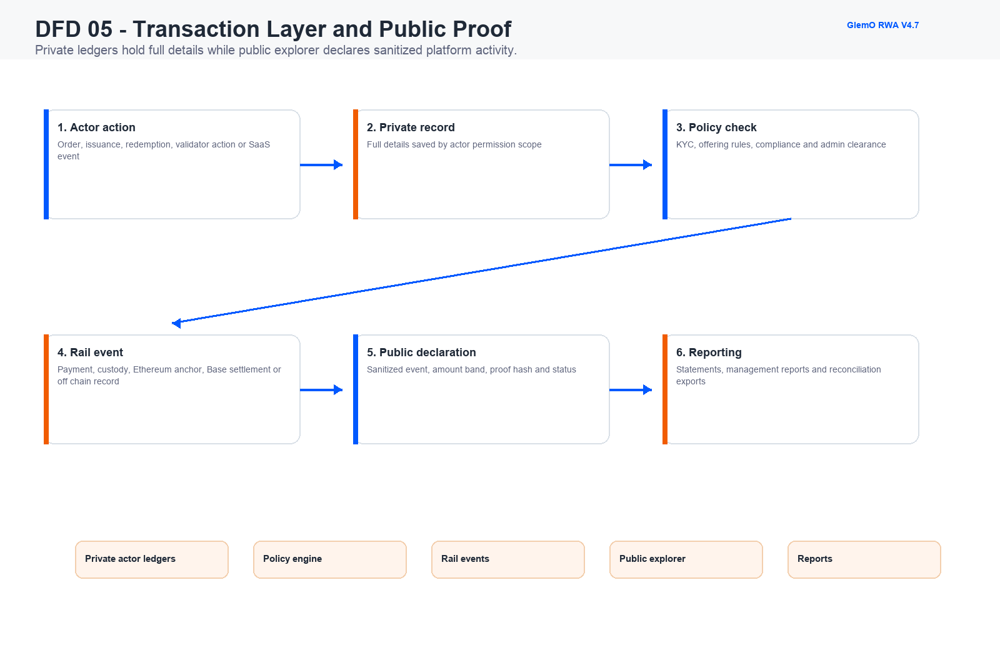 DFD 05 - Transaction Layer and Public Proof
GlemO RWA V4.7
Private ledgers hold full details while public explorer declares sanitized platform activity.
1. Actor action
Order, issuance, redemption, validator action or SaaS
event
2. Private record
Full details saved by actor permission scope
3. Policy check
KYC, offering rules, compliance and admin clearance
4. Rail event
Payment, custody, Ethereum anchor, Base settlement or
off chain record
5. Public declaration
Sanitized event, amount band, proof hash and status
6. Reporting
Statements, management reports and reconciliation
exports
Private actor ledgers
Policy engine
Rail events
Public explorer
Reports